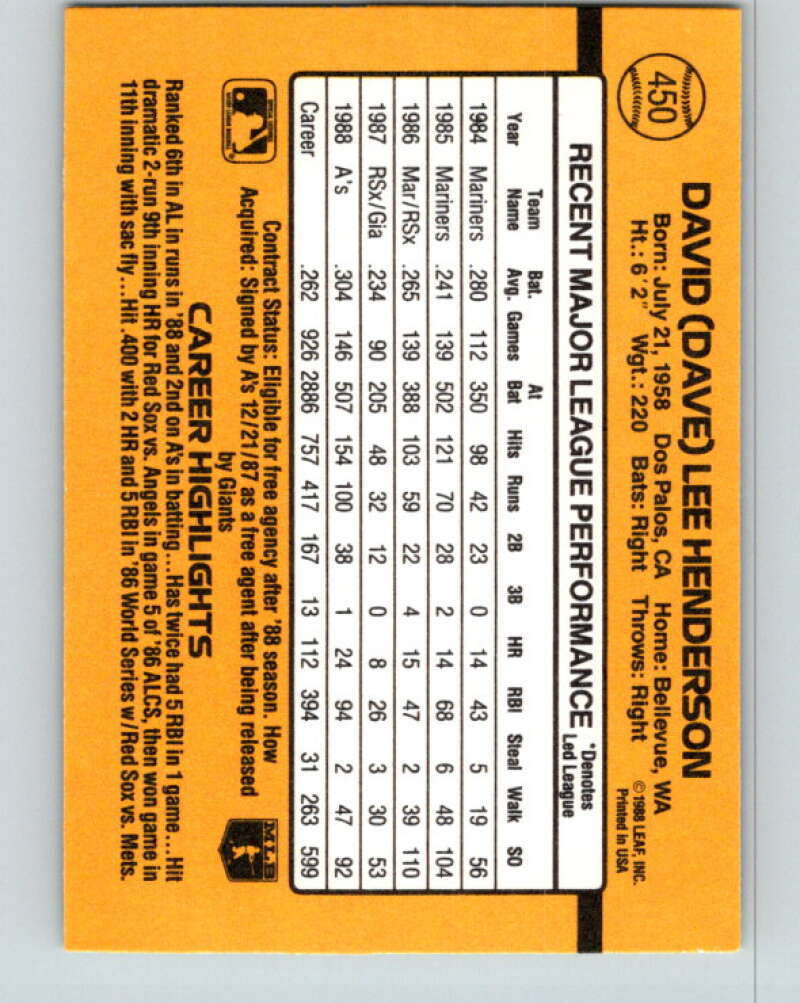 450
DAVID (DAVE) LEE HENDERSON
Born: July 21, 1958 Dos Palos, CA Home: Bellevue, WA
Ht.: 6'2" Wgt.: 220 Bats: Right Throws: Right
©1988 LEAF, INC.
Printed in USA
RECENT MAJOR LEAGUE PERFORMANCE
*Denotes
Led League
Team Bat. At
Year Name Avg. Games Bat Hits Runs 2B 3B HR RBI Steal Walk SO
1984 Mariners .280 112 350 98 42 23 0 14 43 5 19 56
1985 Mariners .241 139 502 121 70 28 2 14 68 6 48 104
1986 Mar/RSx .265 139 388 103 59 22 4 15 47 2 39 110
1987 RSx/Gia .234 90 205 48 32 12 0 8 26 3 30 53
1988 A's .304 146 507 154 100 38 1 24 94 2 47 92
Career .262 926 2886 757 417 167 13 112 394 31 263 599
Contract Status: Eligible for free agency after '88 season. How
Acquired: Signed by A's 12/21/87 as a free agent after being released
by Giants
MLB
CAREER HIGHLIGHTS
Ranked 6th in AL in runs in '88 and 2nd on A's in batting...Has twice had 5 RBI in 1 game...Hit
dramatic 2-run 9th inning HR for Red Sox vs. Angels in game 5 of '86 ALCS, then won game in
11th inning with sac fly...Hit .400 with 2 HR and 5 RBI in '86 World Series w/Red Sox vs. Mets.